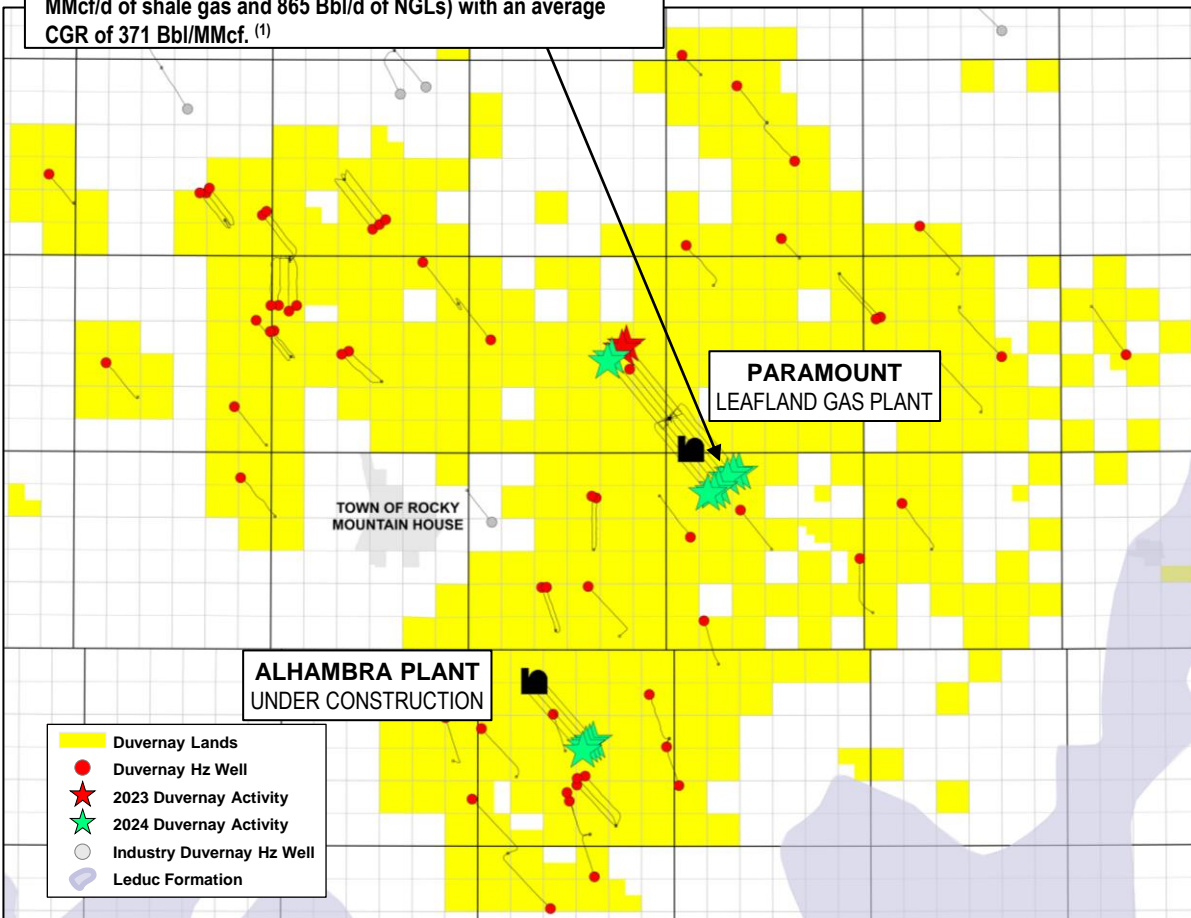 MMcf/d of shale gas and 865 Bbl/d of NGLs) with an average
CGR of 371 Bbl/MMcf. (1)
PARAMOUNT
LEAFLAND GAS PLANT
TOWN OF ROCKY
MOUNTAIN HOUSE
ALHAMBRA PLANT
UNDER CONSTRUCTION
Duvernay Lands
Duvernay Hz Well
2023 Duvernay Activity
2024 Duvernay Activity
Industry Duvernay Hz Well
Leduc Formation